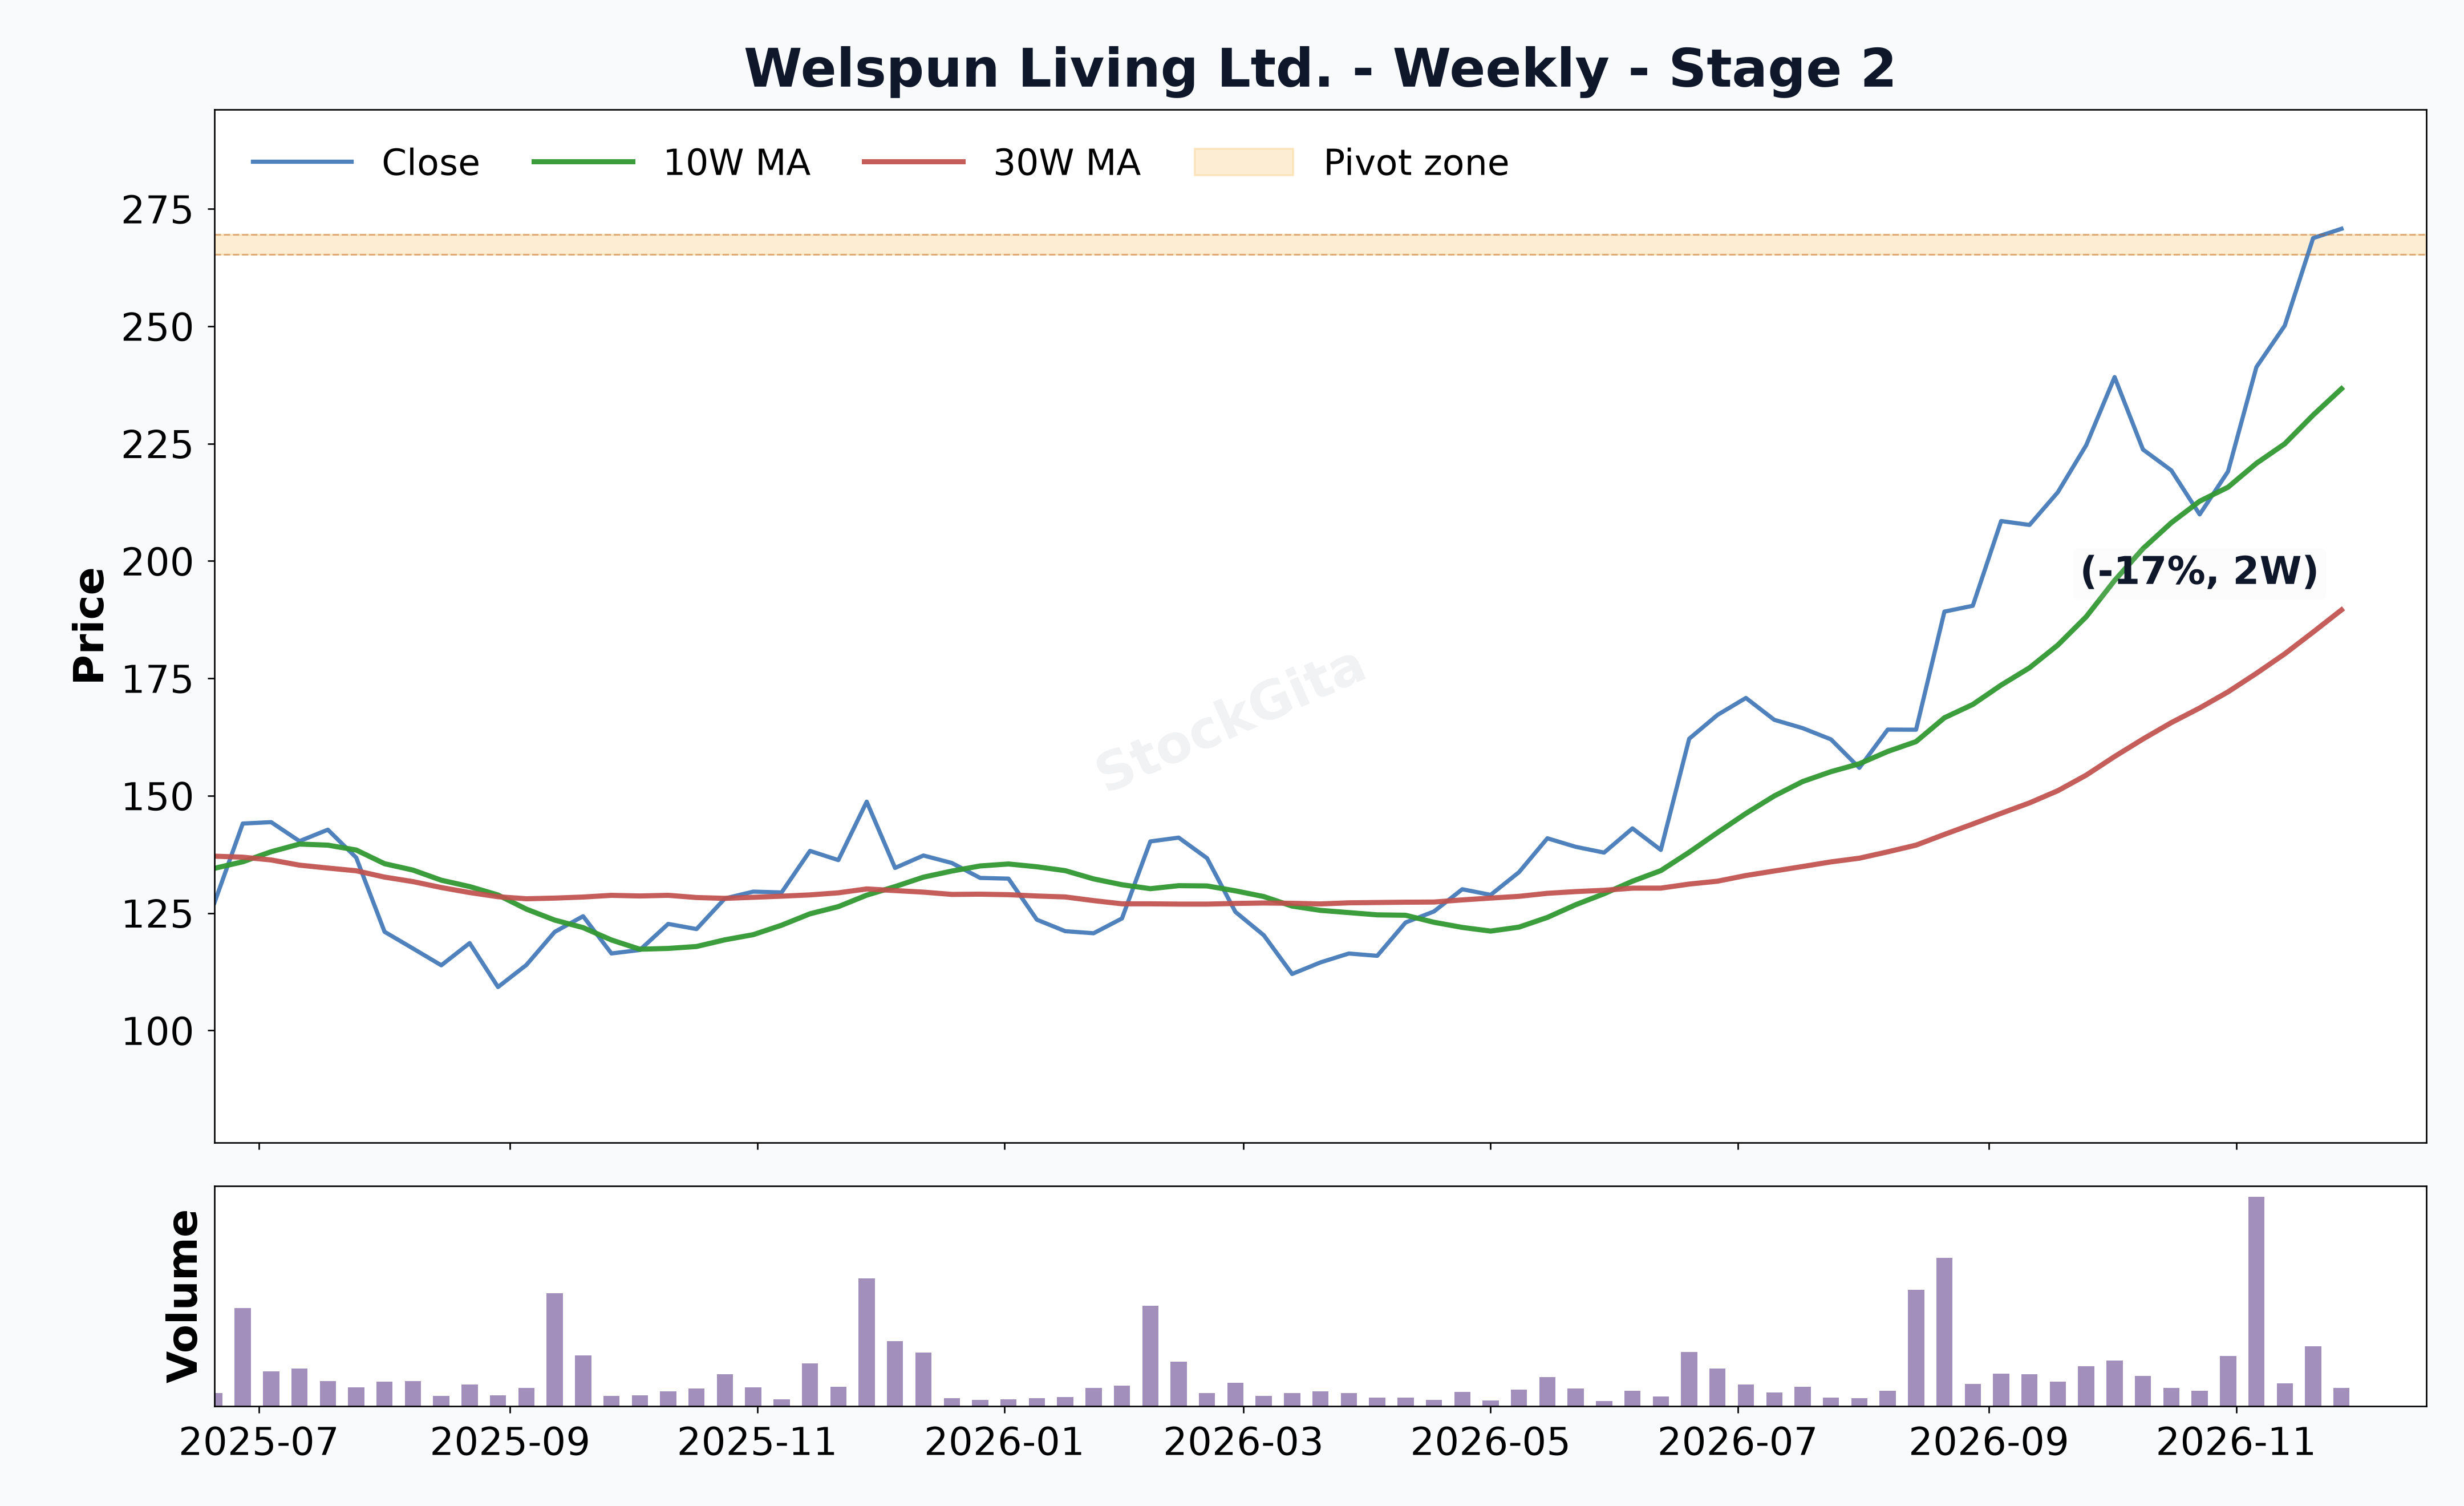 Welspun Living Ltd. - Weekly - Stage 2
Close 10W MA 30W MA Pivot zone
275
250
225
200
175
150
125
100
Price
(-17%, 2W)
StockGita
Volume
2025-07 2025-09 2025-11 2026-01 2026-03 2026-05 2026-07 2026-09 2026-11